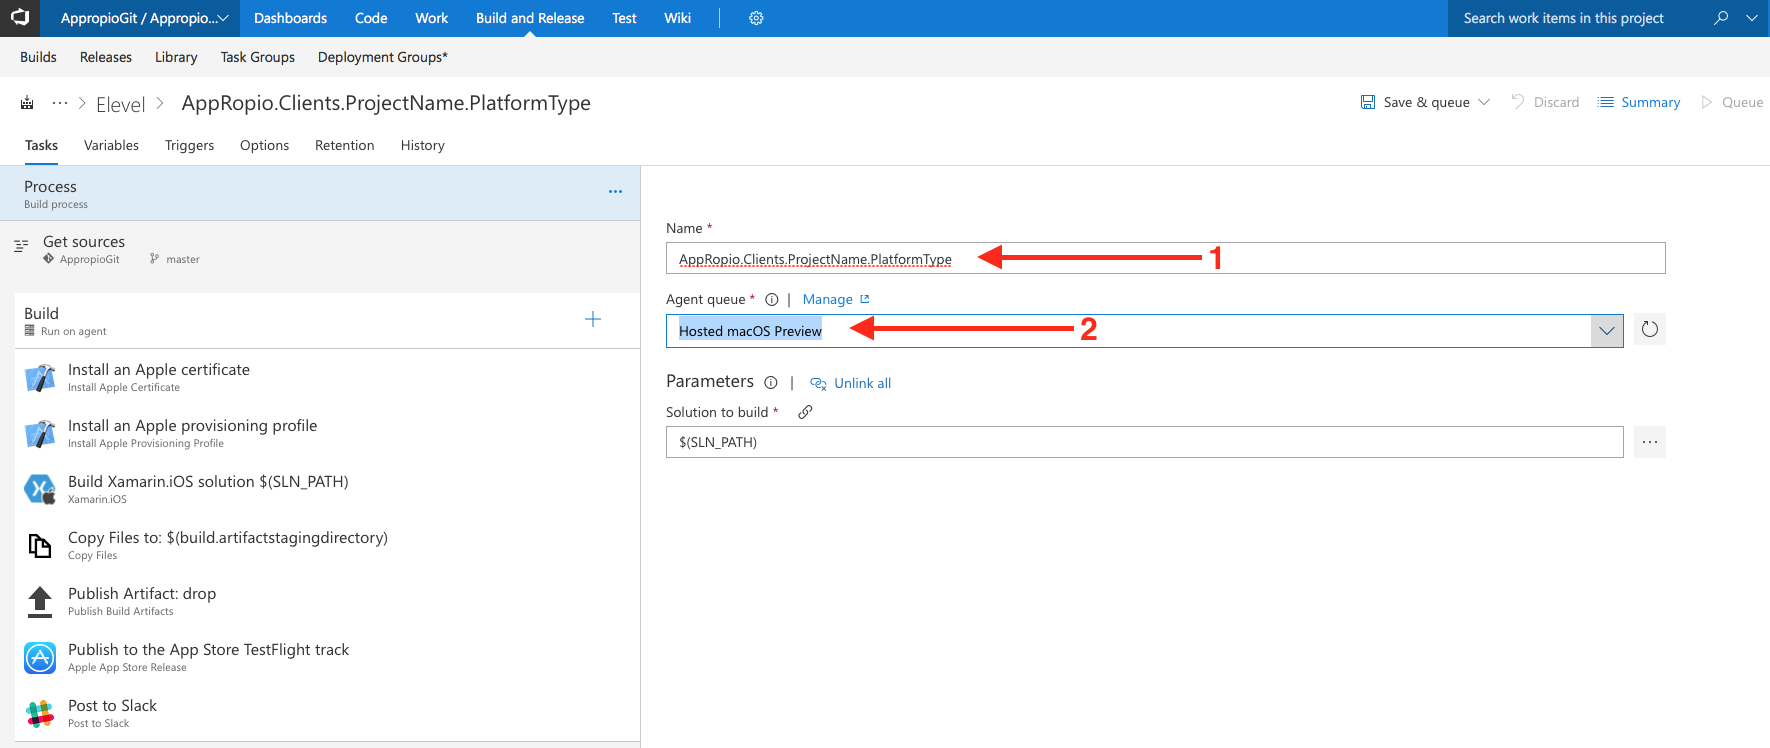 AppropioGit / Appropio... Dashboards Code Work Build and Release Test Wiki Search work items in this project
Builds Releases Library Task Groups Deployment Groups*
... > Elevel > AppRopio.Clients.ProjectName.PlatformType Save & queue Discard Summary Queue
Tasks Variables Triggers Options Retention History
Process
Build process
...
Get sources
AppropioGit master
Build
Run on agent
Install an Apple certificate
Install Apple Certificate
Install an Apple provisioning profile
Install Apple Provisioning Profile
Build Xamarin.iOS solution $(SLN_PATH)
Xamarin.iOS
Copy Files to: $(build.artifactstagingdirectory)
Copy Files
Publish Artifact: drop
Publish Build Artifacts
Publish to the App Store TestFlight track
Apple App Store Release
Post to Slack
Post to Slack
Name *
AppRopio.Clients.ProjectName.PlatformType 1
Agent queue * | Manage
Hosted macOS Preview 2
Parameters | Unlink all
Solution to build *
$(SLN_PATH) ...